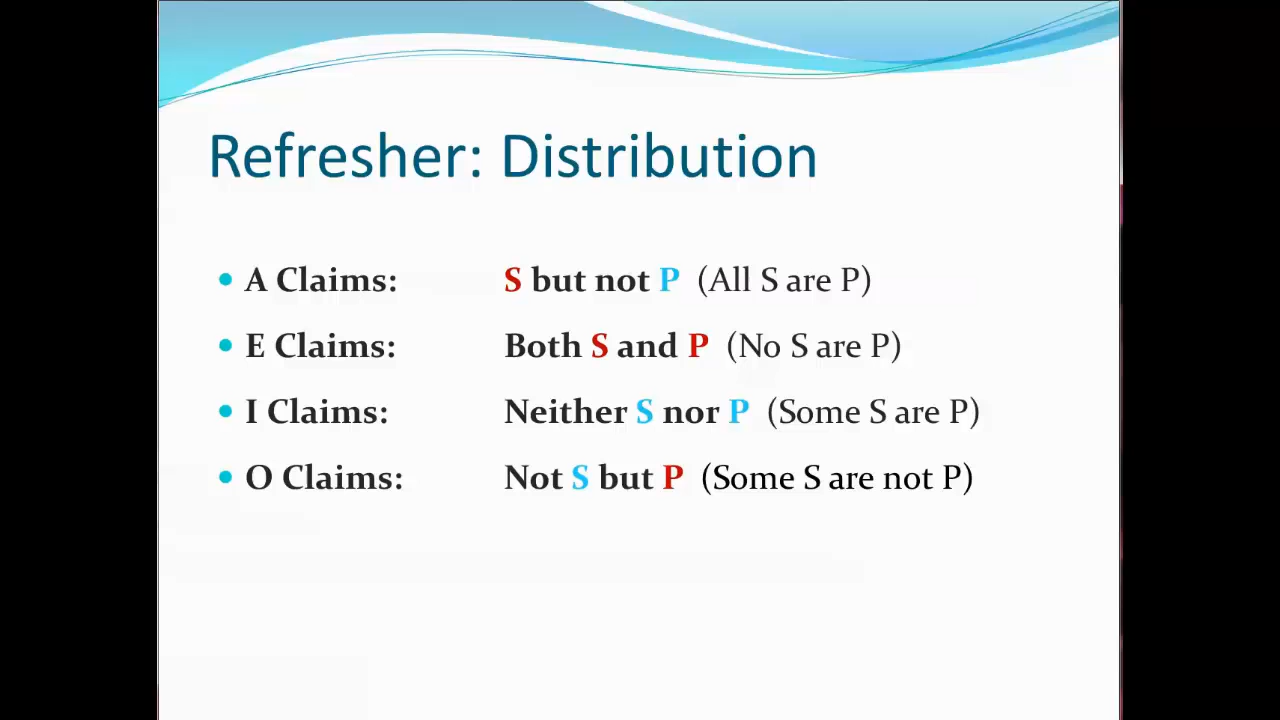 Refresher: Distribution
• A Claims: S but not P (All S are P)
• E Claims: Both S and P (No S are P)
• I Claims: Neither S nor P (Some S are P)
• O Claims: Not S but P (Some S are not P)